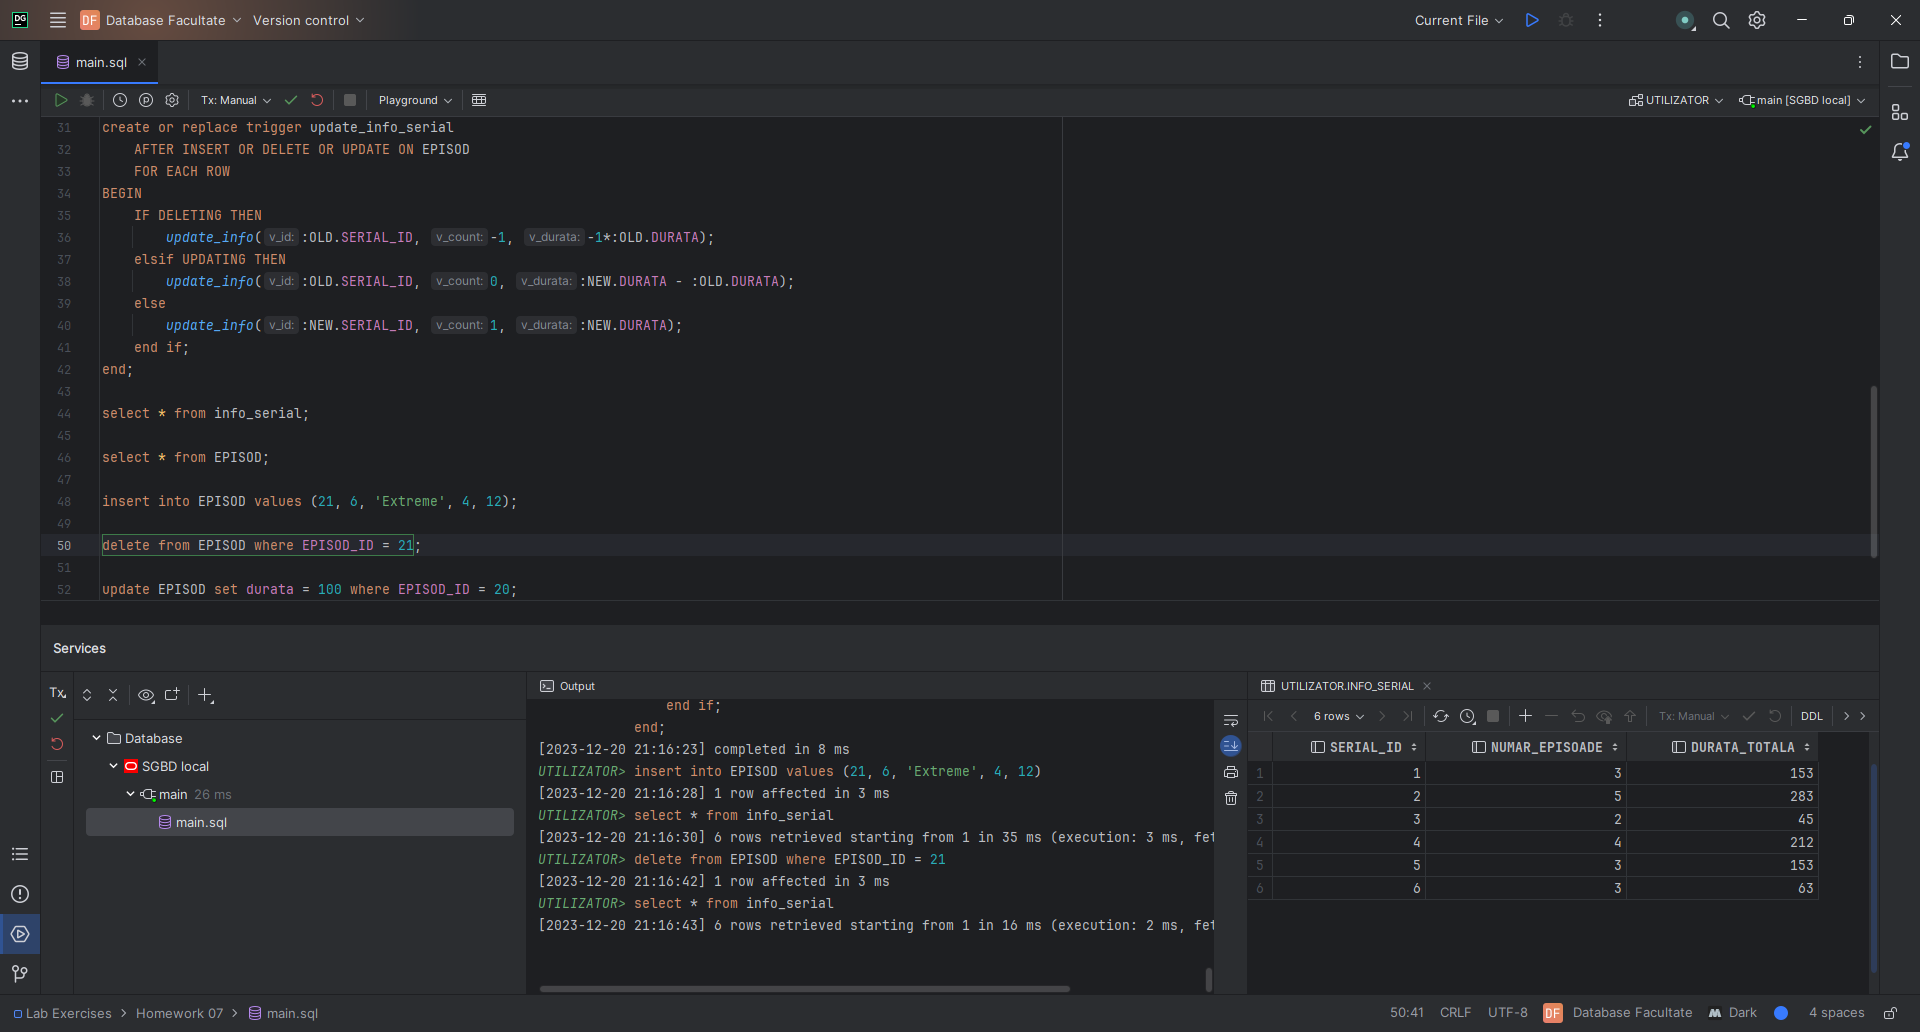 DG DF Database Facultate Version control Current File
main.sql
Tx: Manual Playground UTILIZATOR main [SGBD local]
31 create or replace trigger update_info_serial
32 AFTER INSERT OR DELETE OR UPDATE ON EPISOD
33 FOR EACH ROW
34 BEGIN
35 IF DELETING THEN
36 update_info( v_id: :OLD.SERIAL_ID, v_count: -1, v_durata: -1*:OLD.DURATA);
37 elsif UPDATING THEN
38 update_info( v_id: :OLD.SERIAL_ID, v_count: 0, v_durata: :NEW.DURATA - :OLD.DURATA);
39 else
40 update_info( v_id: :NEW.SERIAL_ID, v_count: 1, v_durata: :NEW.DURATA);
41 end if;
42 end;
43
44 select * from info_serial;
45
46 select * from EPISOD;
47
48 insert into EPISOD values (21, 6, 'Extreme', 4, 12);
49
50 delete from EPISOD where EPISOD_ID = 21;
51
52 update EPISOD set durata = 100 where EPISOD_ID = 20;
Services
Tx
Database
SGBD local
main 26 ms
main.sql
Output
end if;
end;
[2023-12-20 21:16:23] completed in 8 ms
UTILIZATOR> insert into EPISOD values (21, 6, 'Extreme', 4, 12)
[2023-12-20 21:16:28] 1 row affected in 3 ms
UTILIZATOR> select * from info_serial
[2023-12-20 21:16:30] 6 rows retrieved starting from 1 in 35 ms (execution: 3 ms, fet
UTILIZATOR> delete from EPISOD where EPISOD_ID = 21
[2023-12-20 21:16:42] 1 row affected in 3 ms
UTILIZATOR> select * from info_serial
[2023-12-20 21:16:43] 6 rows retrieved starting from 1 in 16 ms (execution: 2 ms, fet
UTILIZATOR.INFO_SERIAL
6 rows Tx: Manual DDL
SERIAL_ID NUMAR_EPISOADE DURATA_TOTALA
1 1 3 153
2 2 5 283
3 3 2 45
4 4 4 212
5 5 3 153
6 6 3 63
Lab Exercises Homework 07 main.sql 50:41 CRLF UTF-8 DF Database Facultate Dark 4 spaces